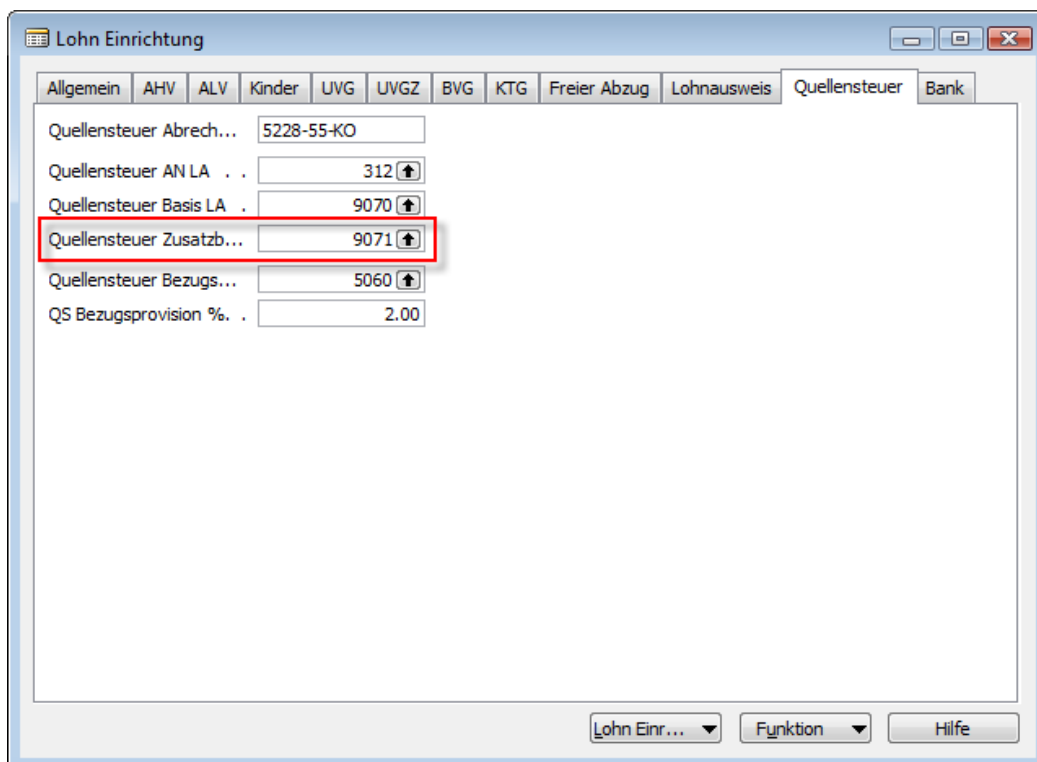 Lohn Einrichtung
Allgemein AHV ALV Kinder UVG UVGZ BVG KTG Freier Abzug Lohnausweis Quellensteuer Bank
Quellensteuer Abrech... 5228-55-KO
Quellensteuer AN LA . . 312
Quellensteuer Basis LA . 9070
Quellensteuer Zusatzb... 9071
Quellensteuer Bezugs... 5060
QS Bezugsprovision %. . 2.00
Lohn Einr... Funktion Hilfe